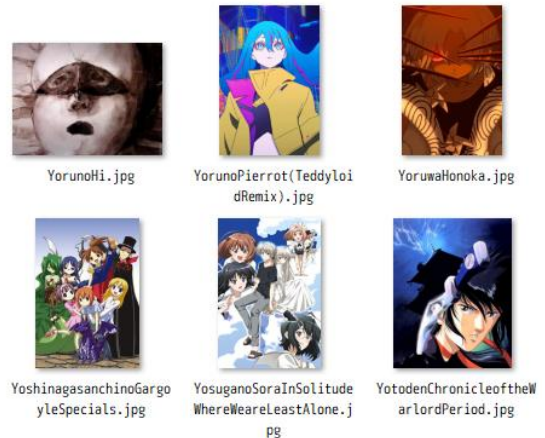 YorunoHi.jpg
YorunoPierrot(Teddyloi
dRemix).jpg
YoruwaHonoka.jpg
YoshinagasanchinoGargo
yleSpecials.jpg
YosuganoSoraInSolitude
WhereWeareLeastAlone.j
pg
YotodenChronicleoftheW
arlordPeriod.jpg